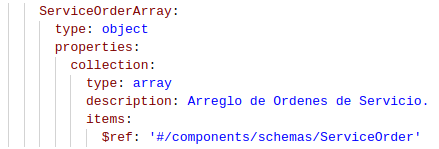 ServiceOrderArray:
type: object
properties:
collection:
type: array
description: Arreglo de Ordenes de Servicio.
items:
$ref: '#/components/schemas/ServiceOrder'